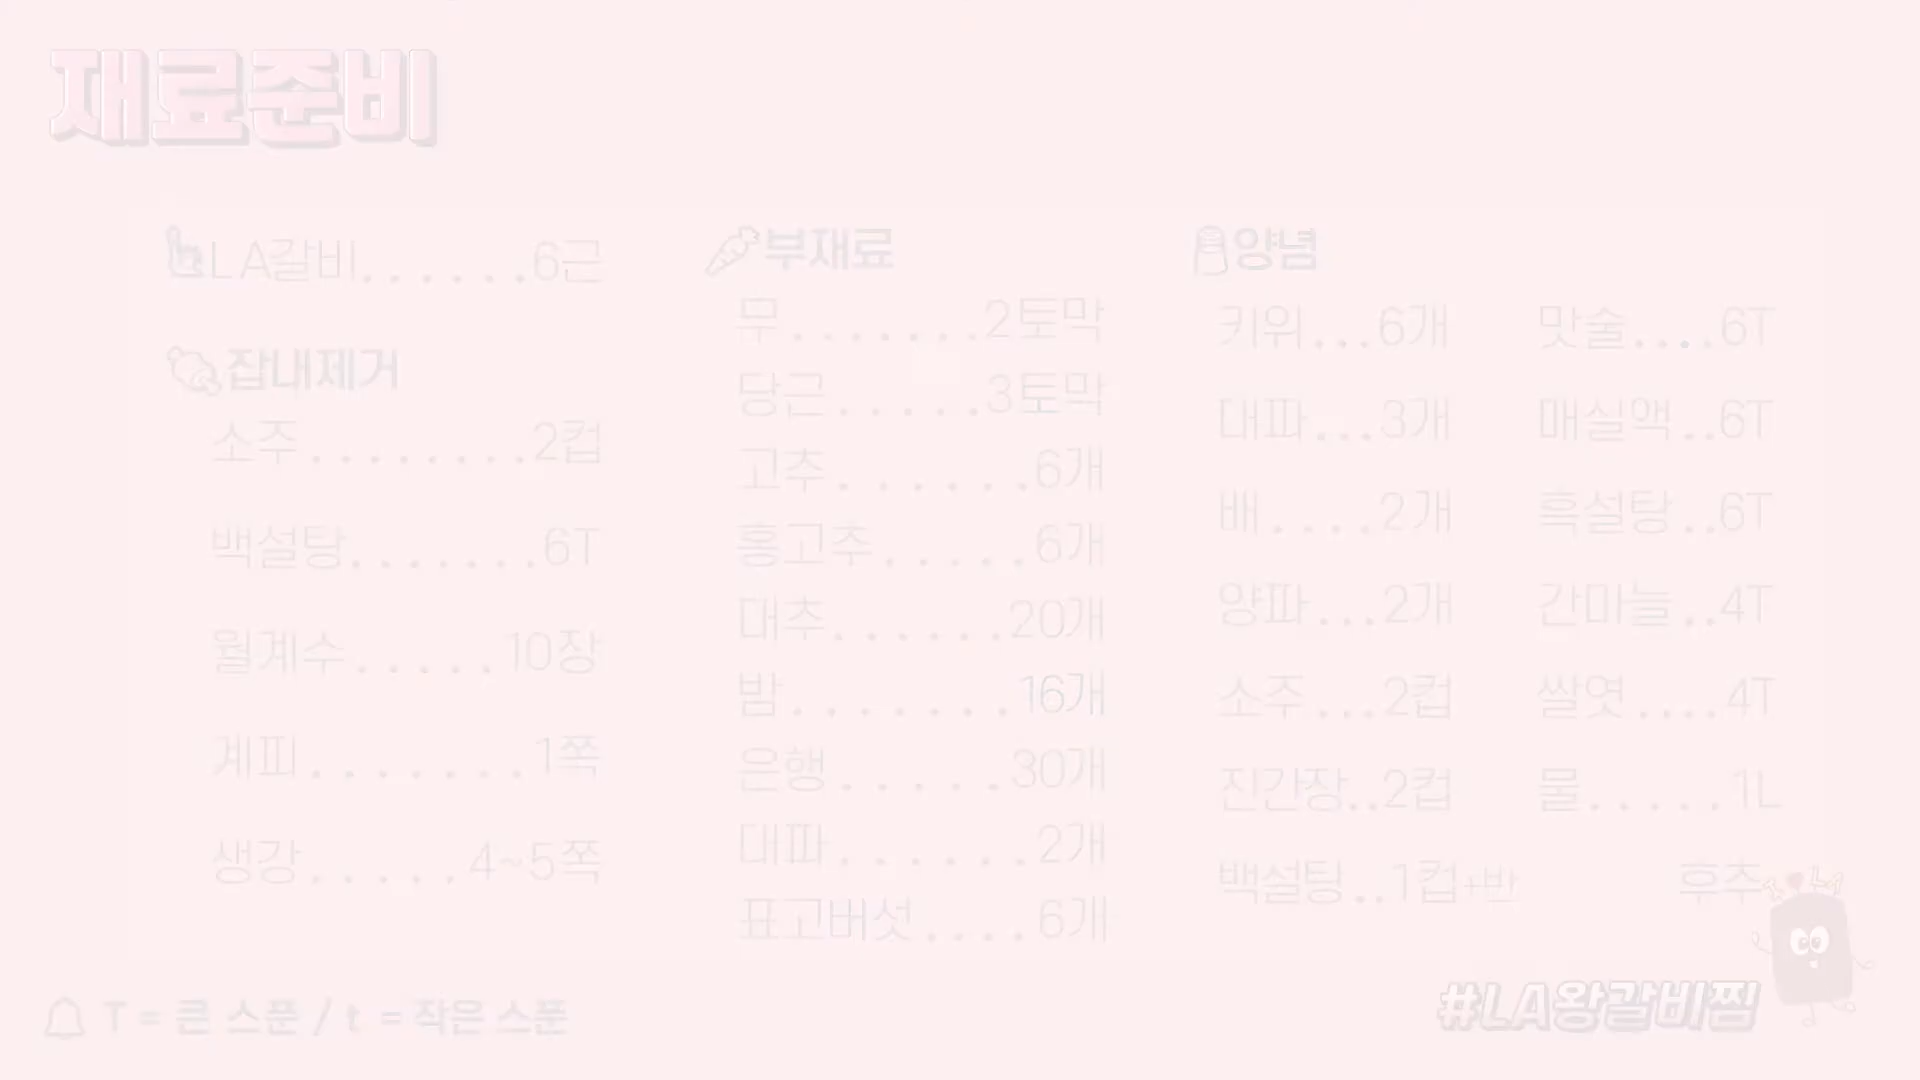 재료준비
LA갈비......6근
잡내제거
소주........2컵
백설탕.......6T
월계수.....10장
계피.......1쪽
생강.....4~5쪽
부재료
무.......2토막
당근.....3토막
고추......6개
홍고추.....6개
대추......20개
밤.......16개
은행.....30개
대파......2개
표고버섯....6개
양념
키위...6개
대파...3개
배....2개
양파...2개
소주...2컵
진간장..2컵
백설탕..1컵+반
맛술....6T
매실액..6T
흑설탕..6T
간마늘..4T
쌀엿....4T
물.....1L
후추
T = 큰 스푼 / t = 작은 스푼
#LA왕갈비찜